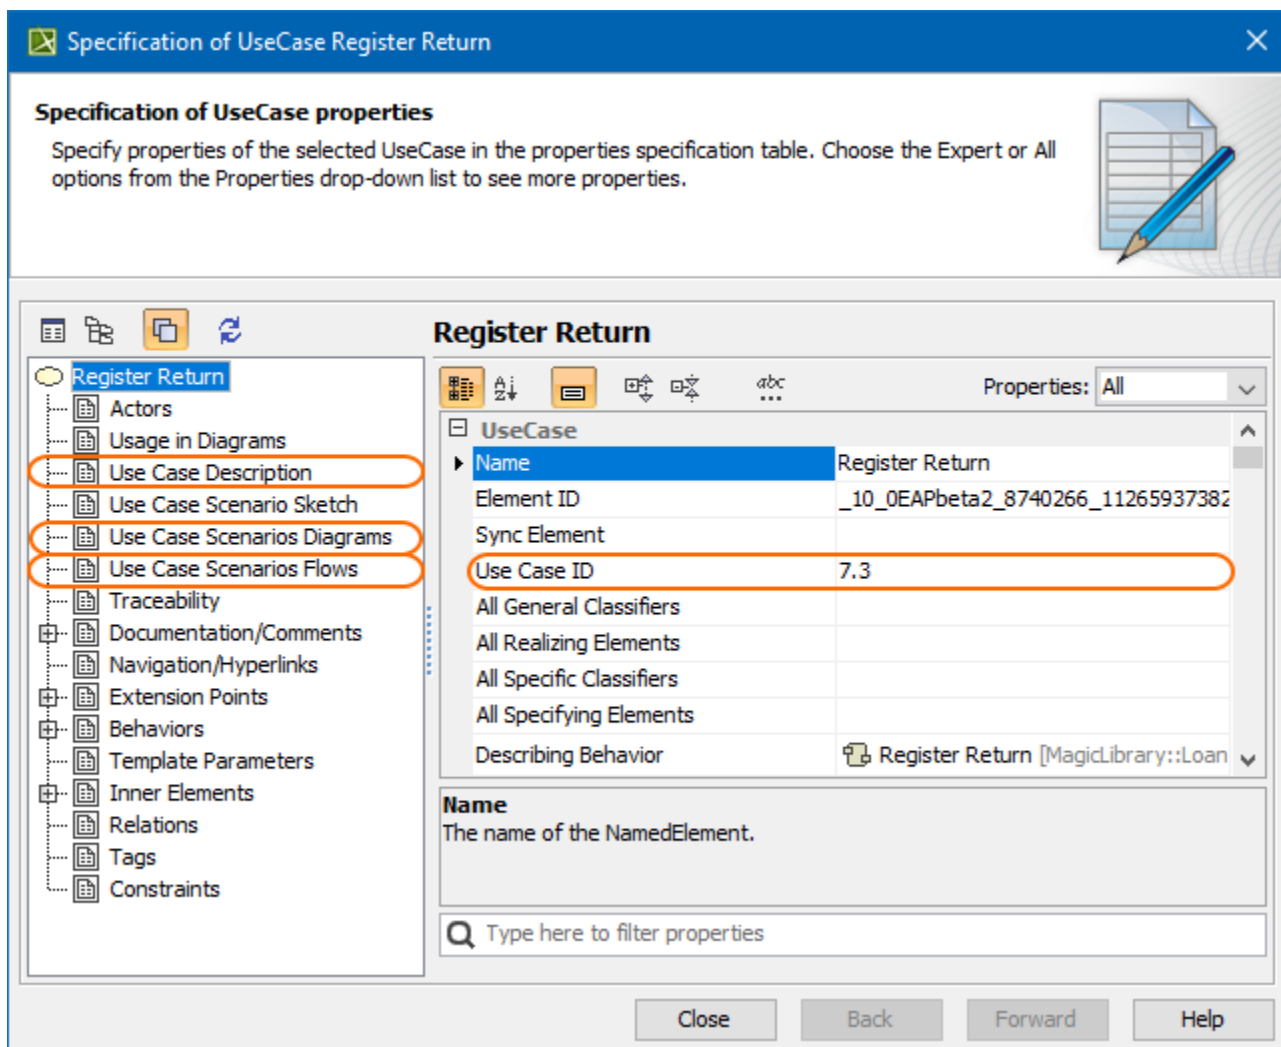 Specification of UseCase Register Return
Specification of UseCase properties
Specify properties of the selected UseCase in the properties specification table. Choose the Expert or All
options from the Properties drop-down list to see more properties.
Register Return
Actors
Usage in Diagrams
Use Case Description
Use Case Scenario Sketch
Use Case Scenarios Diagrams
Use Case Scenarios Flows
Traceability
Documentation/Comments
Navigation/Hyperlinks
Extension Points
Behaviors
Template Parameters
Inner Elements
Relations
Tags
Constraints
Register Return
abc
Properties: All
UseCase
Name Register Return
Element ID _10_0EAPbeta2_8740266_11265937382
Sync Element
Use Case ID 7.3
All General Classifiers
All Realizing Elements
All Specific Classifiers
All Specifying Elements
Describing Behavior Register Return [MagicLibrary::Loan
Name
The name of the NamedElement.
Type here to filter properties
Close Back Forward Help